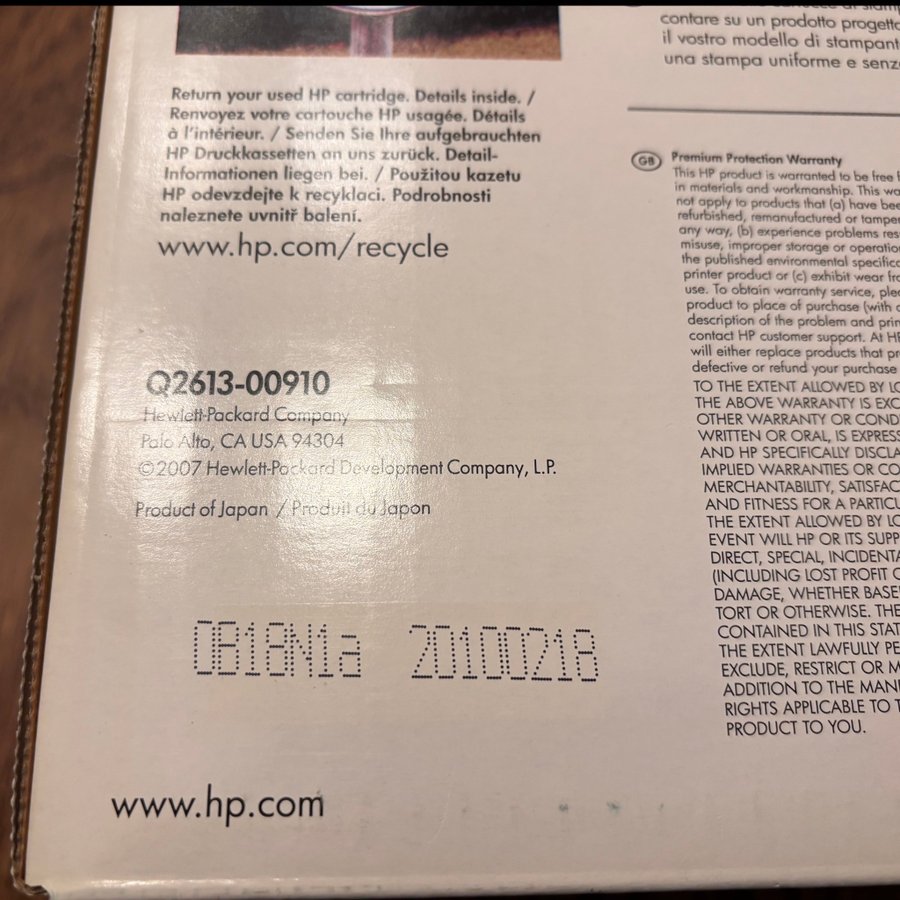 Return your used HP cartridge. Details inside. /
Renvoyez votre cartouche HP usagée. Détails
à l'intérieur. / Senden Sie Ihre aufgebrauchten
HP Druckkassetten an uns zurück. Detail-
Informationen liegen bei. / Použitou kazetu
HP odevzdejte k recyklaci. Podrobnosti
naleznete uvnitř balení.
www.hp.com/recycle
Q2613-00910
Hewlett-Packard Company
Palo Alto, CA USA 94304
©2007 Hewlett-Packard Development Company, L.P.
Product of Japan / Produit du Japon
0B18N1a 20100218
www.hp.com
contare su un prodotto progetto
il vostro modello di stampant
una stampa uniforme e senz
GB Premium Protection Warranty
This HP product is warranted to be free
in materials and workmanship. This wa
not apply to products that (a) have bee
refurbished, remanufactured or tamper
any way, (b) experience problems res
misuse, improper storage or operatio
the published environmental specifica
printer product or (c) exhibit wear fro
use. To obtain warranty service, plea
product to place of purchase (with a
description of the problem and prin
contact HP customer support. At HP
will either replace products that pr
defective or refund your purchase
TO THE EXTENT ALLOWED BY LO
THE ABOVE WARRANTY IS EXC
OTHER WARRANTY OR COND
WRITTEN OR ORAL, IS EXPRESS
AND HP SPECIFICALLY DISCLA
IMPLIED WARRANTIES OR CO
MERCHANTABILITY, SATISFAC
AND FITNESS FOR A PARTICU
THE EXTENT ALLOWED BY LO
EVENT WILL HP OR ITS SUPP
DIRECT, SPECIAL, INCIDENTA
(INCLUDING LOST PROFIT O
DAMAGE, WHETHER BASE
TORT OR OTHERWISE. THE
CONTAINED IN THIS STAT
THE EXTENT LAWFULLY PE
EXCLUDE, RESTRICT OR M
ADDITION TO THE MAN
RIGHTS APPLICABLE TO T
PRODUCT TO YOU.